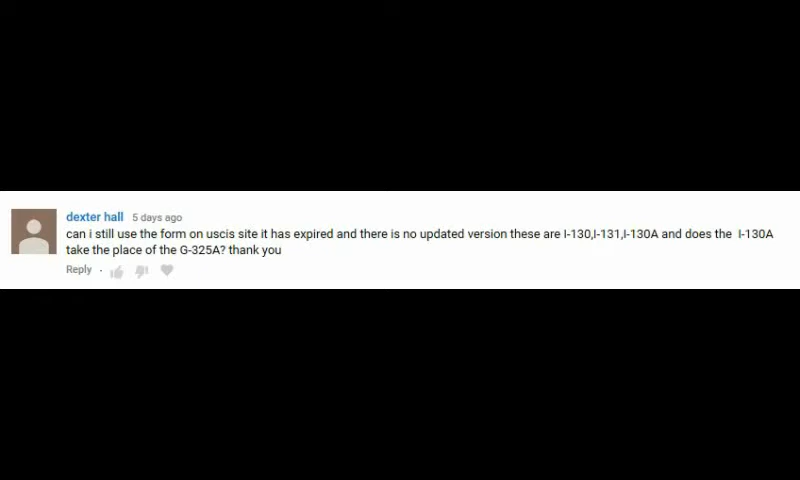 dexter hall 5 days ago
can i still use the form on uscis site it has expired and there is no updated version these are I-130,I-131,I-130A and does the I-130A
take the place of the G-325A? thank you
Reply ·